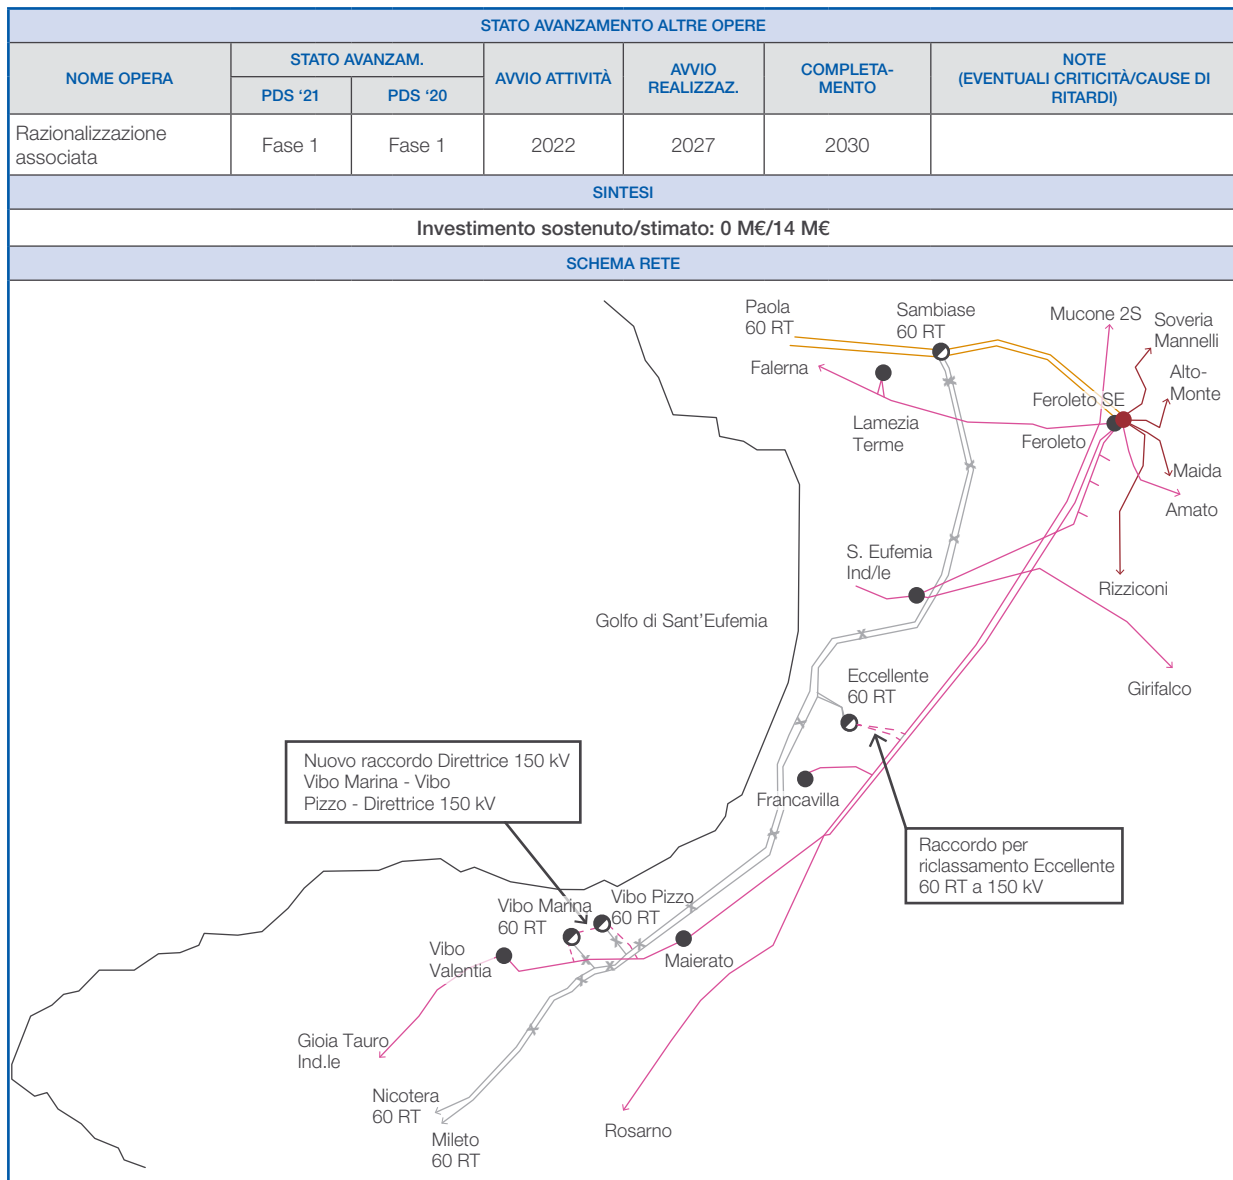 STATO AVANZAMENTO ALTRE OPERE
NOME OPERA
STATO AVANZAM.
PDS ‘21
PDS ‘20
AVVIO ATTIVITÀ
AVVIO
REALIZZAZ.
COMPLETA-
MENTO
NOTE
(EVENTUALI CRITICITÀ/CAUSE DI
RITARDI)
Razionalizzazione
associata
Fase 1
Fase 1
2022
2027
2030
SINTESI
Investimento sostenuto/stimato: 0 M€/14 M€
SCHEMA RETE
Paola
60 RT
Sambiase
60 RT
Mucone 2S
Soveria
Mannelli
Falerna
Alto-
Monte
Feroleto SE
Lamezia
Terme
Feroleto
Maida
Amato
S. Eufemia
Ind/le
Rizziconi
Golfo di Sant’Eufemia
Girifalco
Eccellente
60 RT
Nuovo raccordo Direttrice 150 kV
Vibo Marina - Vibo
Pizzo - Direttrice 150 kV
Francavilla
Raccordo per
riclassamento Eccellente
60 RT a 150 kV
Vibo Marina
60 RT
Vibo Pizzo
60 RT
Vibo
Valentia
Maierato
Gioia Tauro
Ind.le
Nicotera
60 RT
Mileto
60 RT
Rosarno